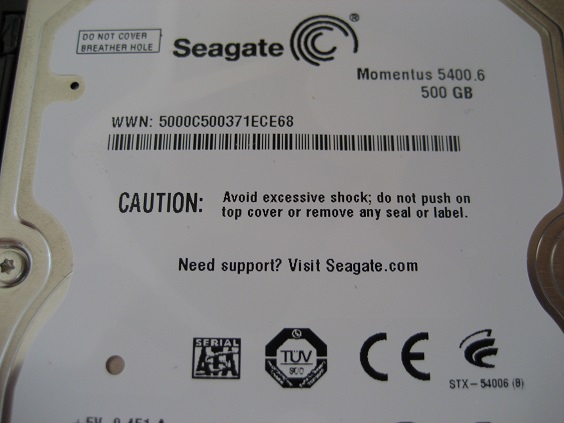 DO NOT COVER
BREATHER HOLE
Seagate ®
Momentus 5400.6
500 GB
WWN: 5000C500371ECE68
CAUTION: Avoid excessive shock; do not push on
top cover or remove any seal or label.
Need support? Visit Seagate.com
SERIAL
ATA
TÜV
SÜD
CE
STX-54006 (B)